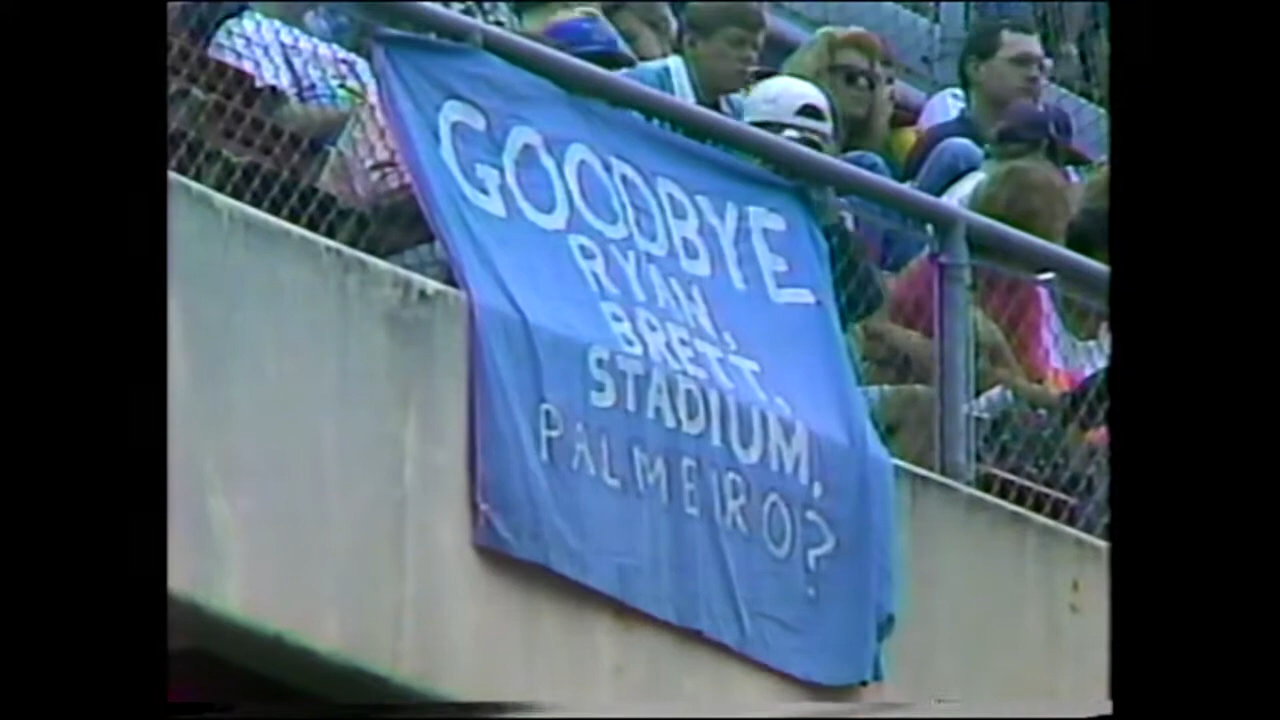 GOODBYE
RYAN,
BRETT,
STADIUM,
PALMEIRO?